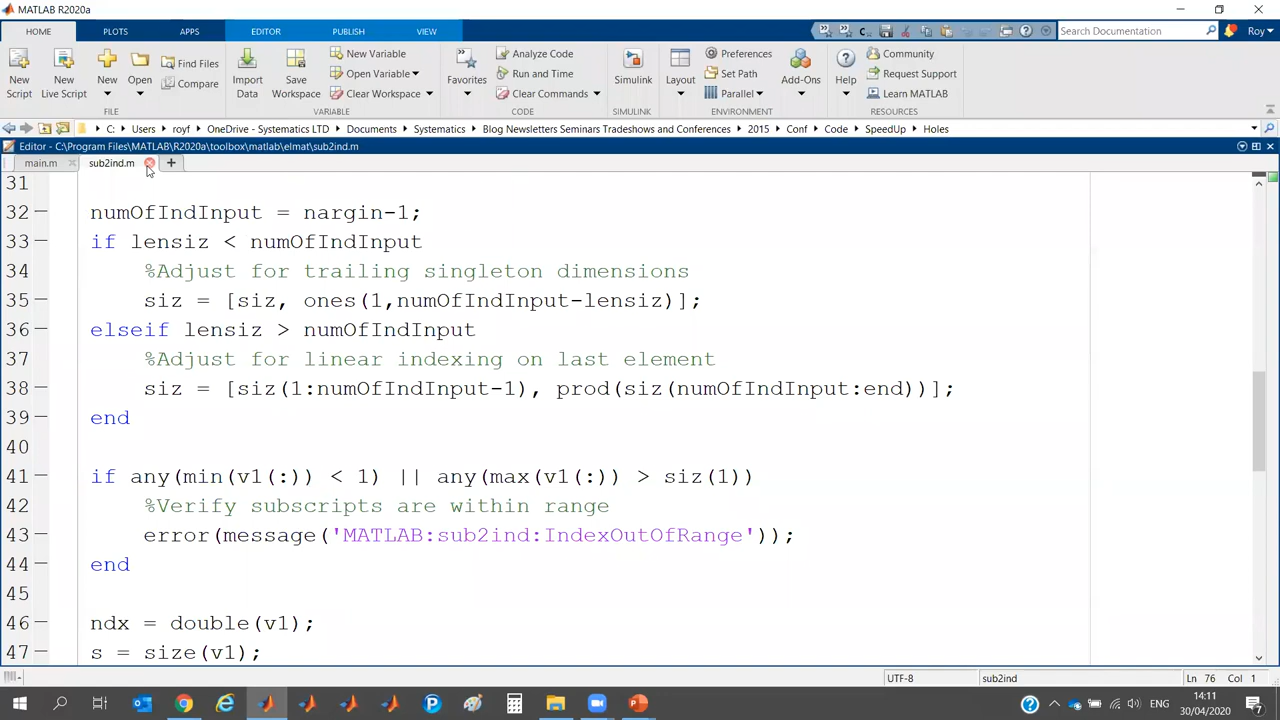 MATLAB R2020a
HOME PLOTS APPS EDITOR PUBLISH VIEW Search Documentation Roy
New Script New Live Script New Open Find Files Compare Import Data Save Workspace New Variable Open Variable Clear Workspace Favorites Analyze Code Run and Time Clear Commands Simulink Layout Preferences Set Path Parallel Add-Ons Help Community Request Support Learn MATLAB
FILE VARIABLE CODE SIMULINK ENVIRONMENT RESOURCES
C: Users royf OneDrive - Systematics LTD Documents Systematics Blog Newsletters Seminars Tradeshows and Conferences 2015 Conf Code SpeedUp Holes
Editor - C:\Program Files\MATLAB\R2020a\toolbox\matlab\elmat\sub2ind.m
main.m sub2ind.m
31
32 numOfIndInput = nargin-1;
33 if lensiz < numOfIndInput
34 %Adjust for trailing singleton dimensions
35 siz = [siz, ones(1,numOfIndInput-lensiz)];
36 elseif lensiz > numOfIndInput
37 %Adjust for linear indexing on last element
38 siz = [siz(1:numOfIndInput-1), prod(siz(numOfIndInput:end))];
39 end
40
41 if any(min(v1(:)) < 1) || any(max(v1(:)) > siz(1))
42 %Verify subscripts are within range
43 error(message('MATLAB:sub2ind:IndexOutOfRange'));
44 end
45
46 ndx = double(v1);
47 s = size(v1);
UTF-8 sub2ind Ln 76 Col 1
14:11
ENG
30/04/2020
7